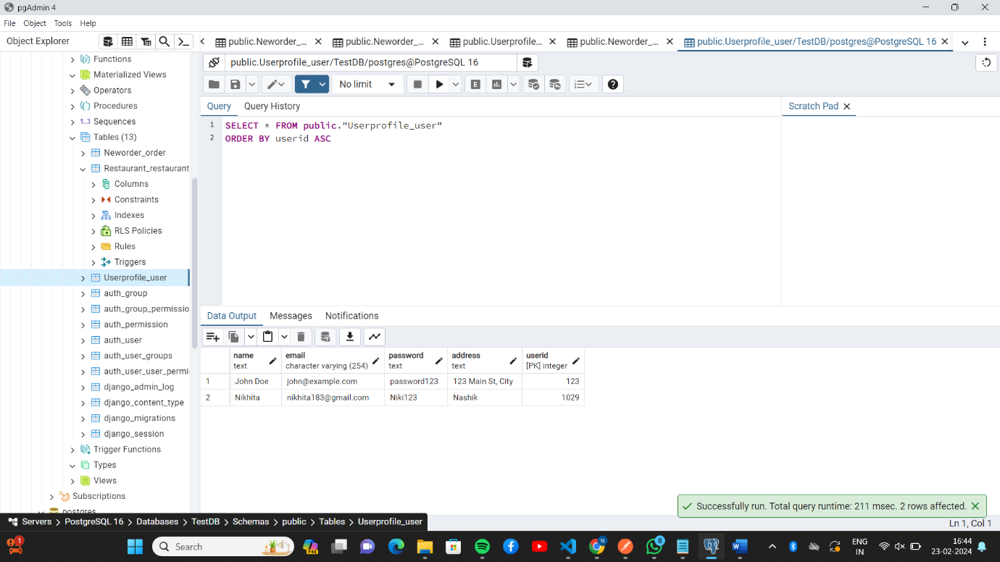 pgAdmin 4
File Object Tools Help
Object Explorer
public.Neworder_...
public.Neworder_...
public.Userprofile...
public.Neworder_...
public.Userprofile_user/TestDB/postgres@PostgreSQL 16
public.Userprofile_user/TestDB/postgres@PostgreSQL 16
No limit
E
Query Query History
Scratch Pad
1 SELECT * FROM public."Userprofile_user"
2 ORDER BY userid ASC
Functions
Materialized Views
Operators
Procedures
1..3 Sequences
Tables (13)
Neworder_order
Restaurant_restaurant
Columns
Constraints
Indexes
RLS Policies
Rules
Triggers
Userprofile_user
auth_group
auth_group_permissio
auth_permission
auth_user
auth_user_groups
auth_user_user_permi
django_admin_log
django_content_type
django_migrations
django_session
Trigger Functions
Types
Views
Subscriptions
postgres
Data Output Messages Notifications
name email password address userid
text character varying (254) text text [PK] integer
1 John Doe john@example.com password123 123 Main St, City 123
2 Nikhita nikhita183@gmail.com Niki123 Nashik 1029
Successfully run. Total query runtime: 211 msec. 2 rows affected.
Servers > PostgreSQL 16 > Databases > TestDB > Schemas > public > Tables > Userprofile_user
Ln 1, Col 1
1
Search
PRE
N
8
W
ENG
IN
16:44
23-02-2024